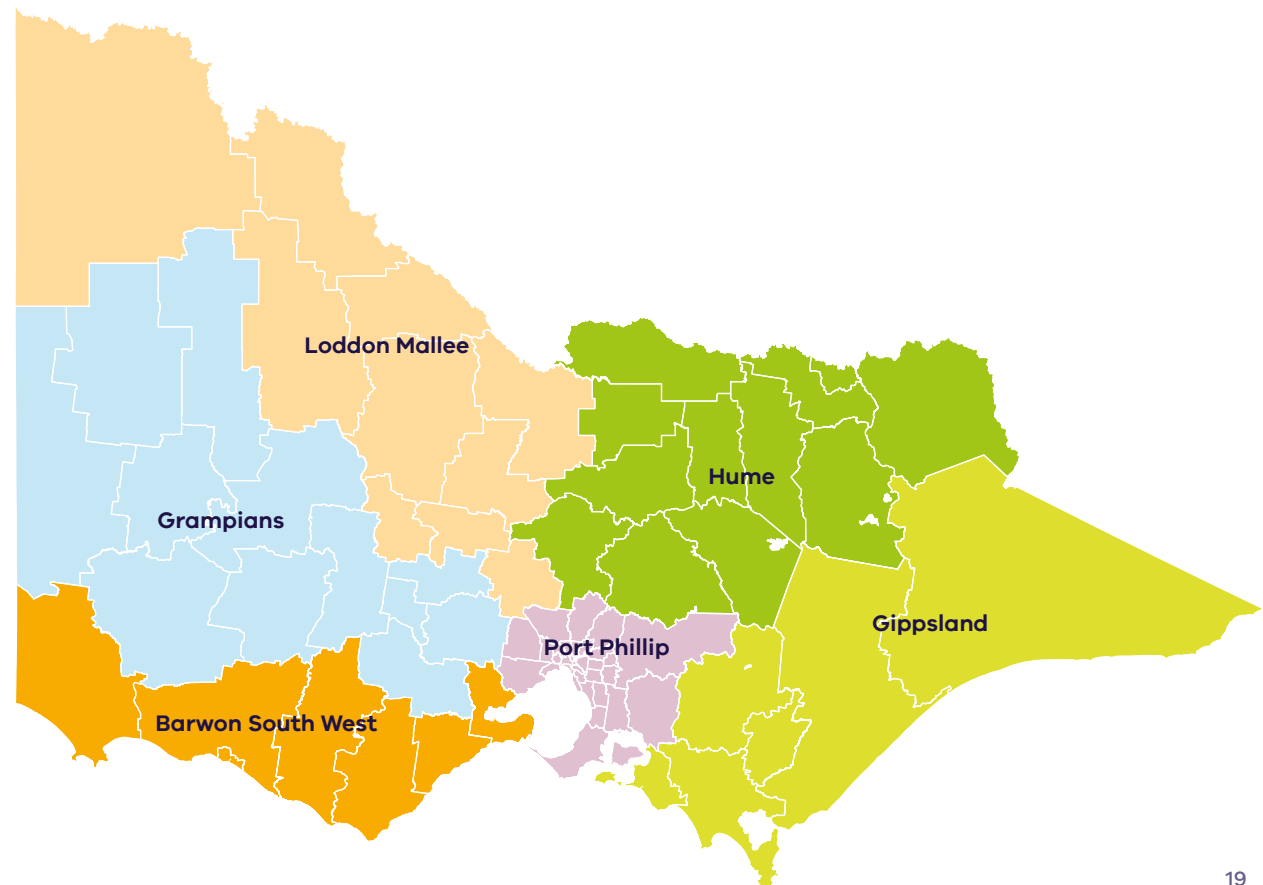 Loddon Mallee
Hume
Grampians
Gippsland
Port Phillip
Barwon South West
19